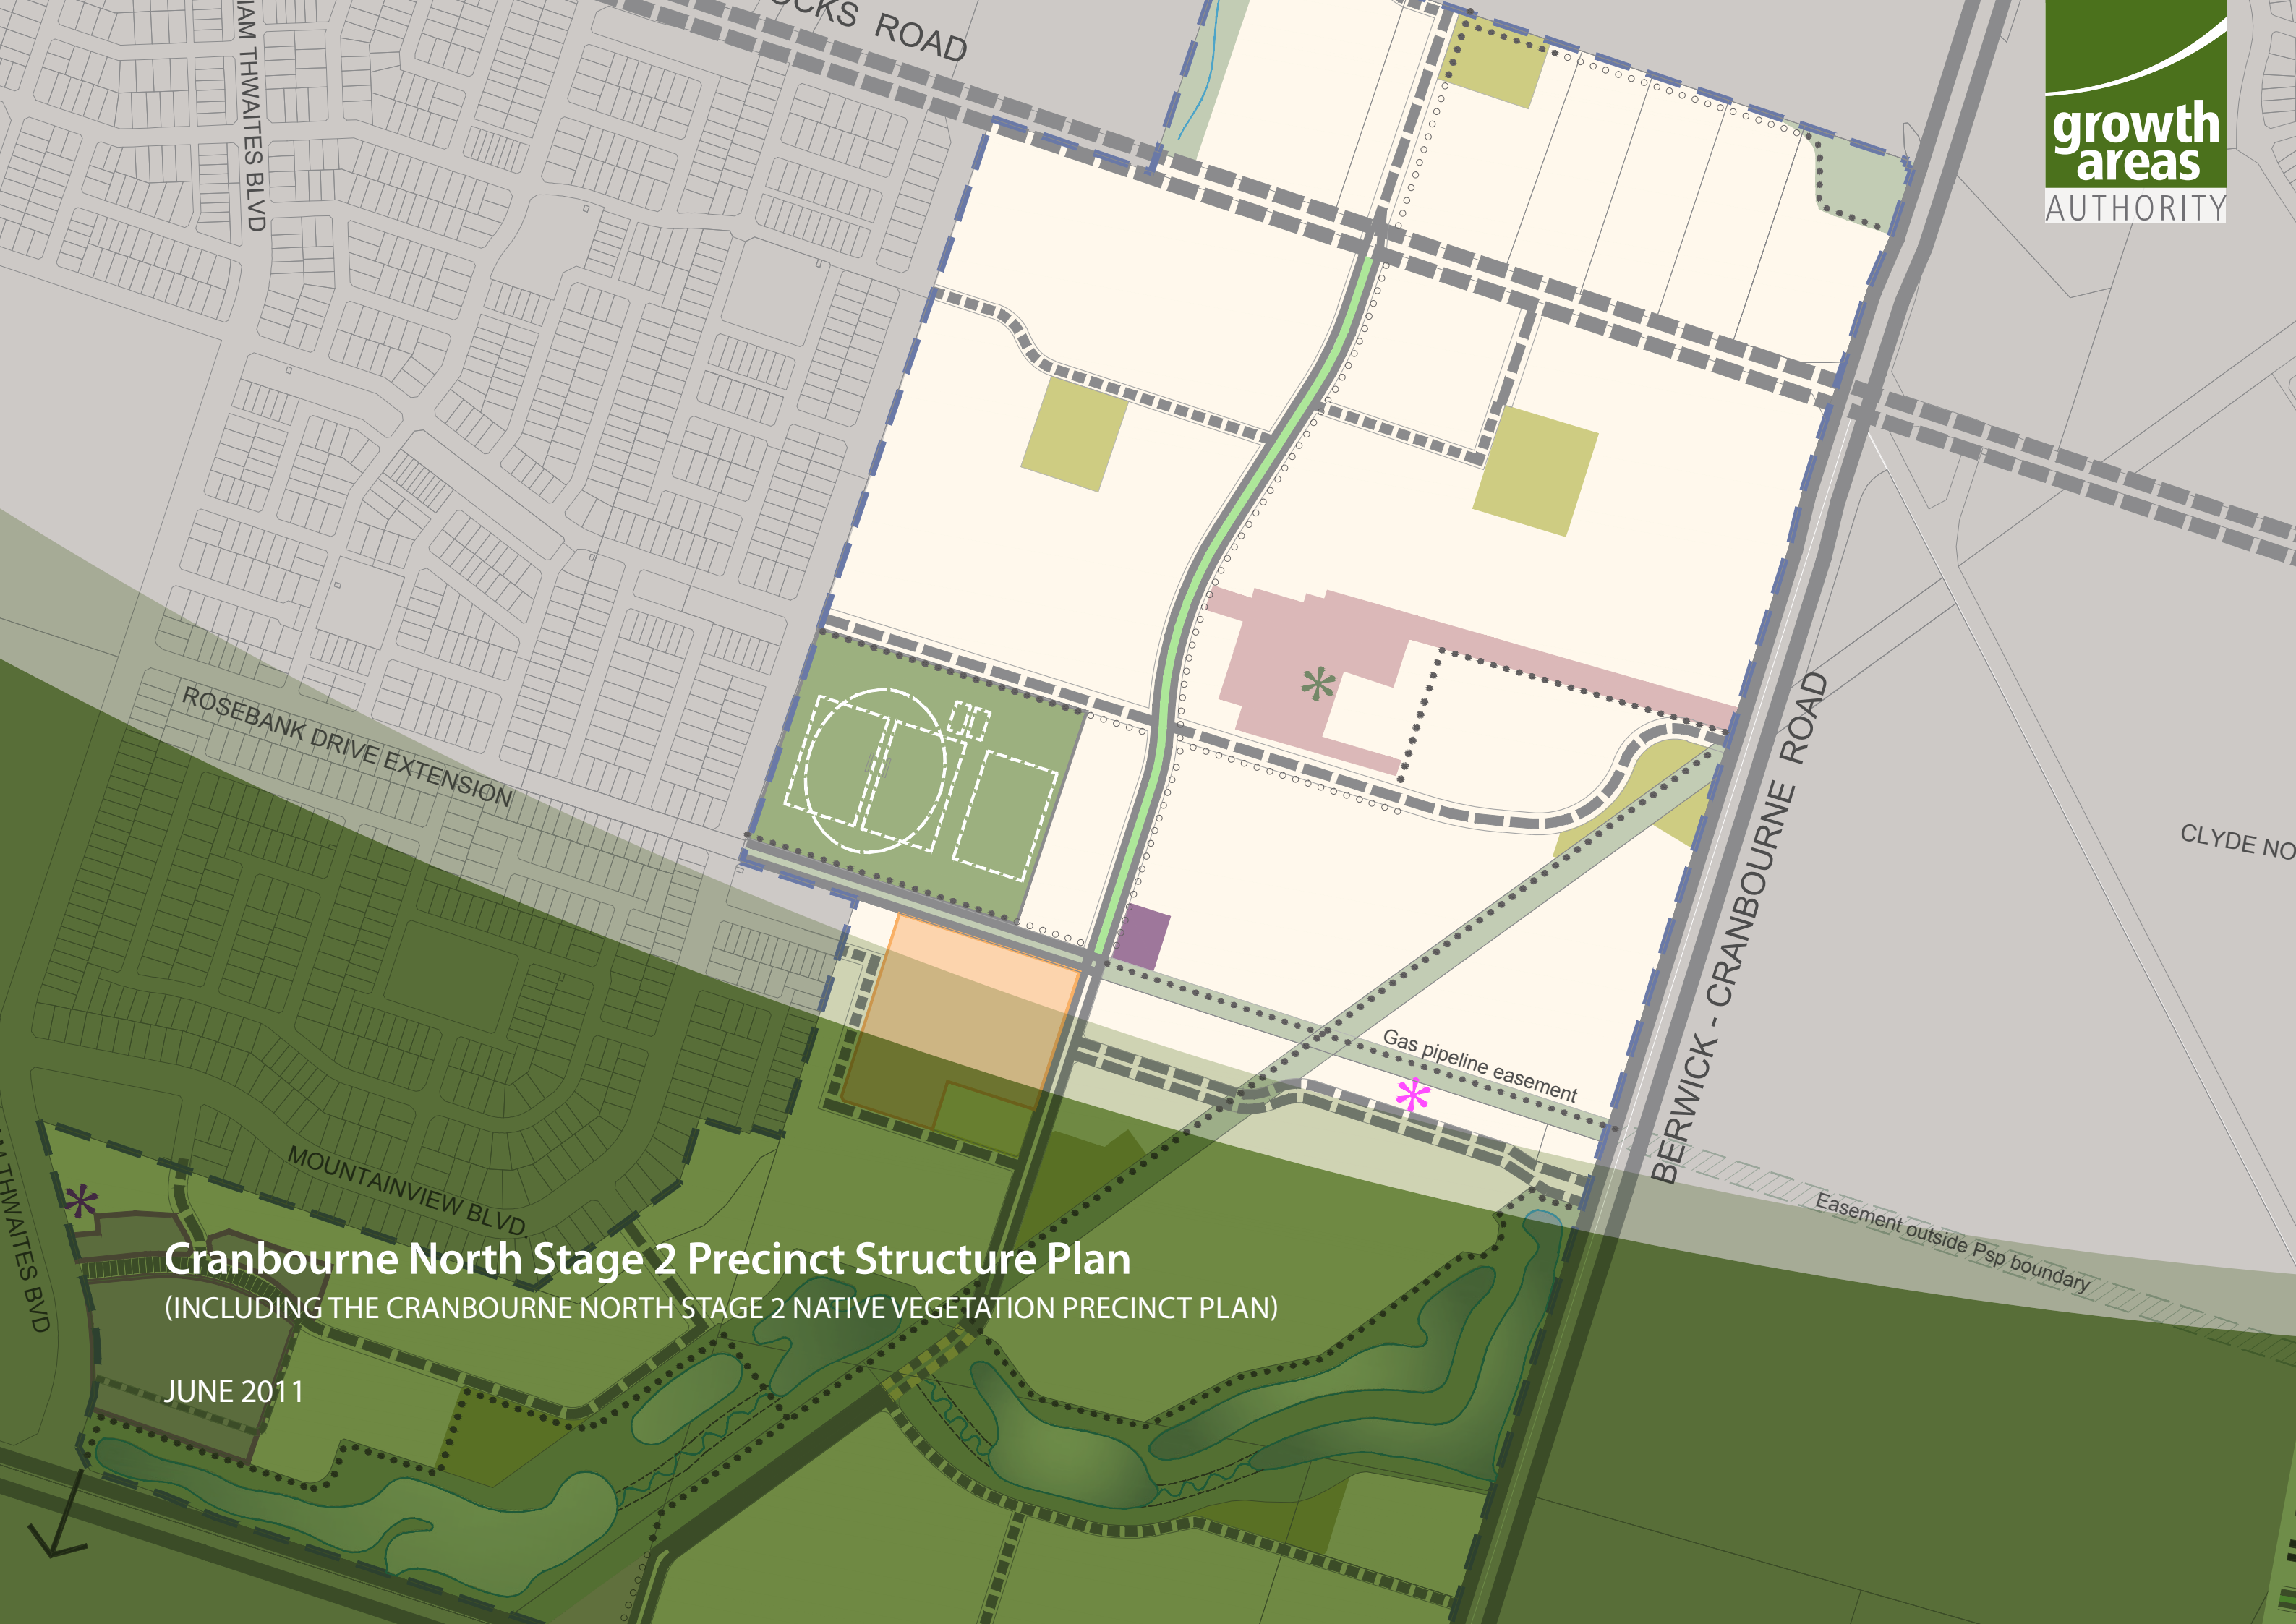 ROAD
growth
areas
AUTHORITY
ROSEBANK DRIVE EXTENSION
BERWICK - CRANBOURNE ROAD
CLYDE NO
Gas pipeline easement
Easement outside Psp boundary
MOUNTAINVIEW BLVD.
THWAITES BLVD
THWAITES BVD
Cranbourne North Stage 2 Precinct Structure Plan
(INCLUDING THE CRANBOURNE NORTH STAGE 2 NATIVE VEGETATION PRECINCT PLAN)
JUNE 2011